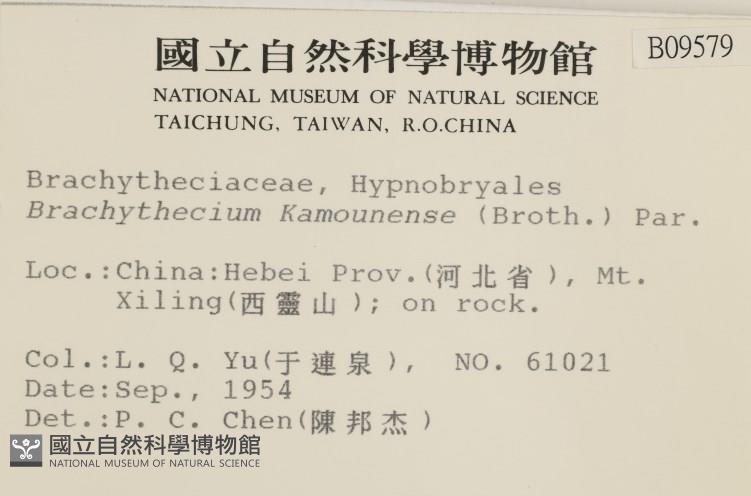 國立自然科學博物館
B09579
NATIONAL MUSEUM OF NATURAL SCIENCE
TAICHUNG, TAIWAN, R.O.CHINA
Brachytheciaceae, Hypnobryales
Brachythecium Kamounense (Broth.) Par.
Loc.:China:Hebei Prov.(河北省), Mt.
Xiling(西靈山); on rock.
Col.:L. Q. Yu(于連泉), NO. 61021
Date:Sep., 1954
Det.:P. C. Chen(陳邦杰)
國立自然科學博物館
NATIONAL MUSEUM OF NATURAL SCIENCE